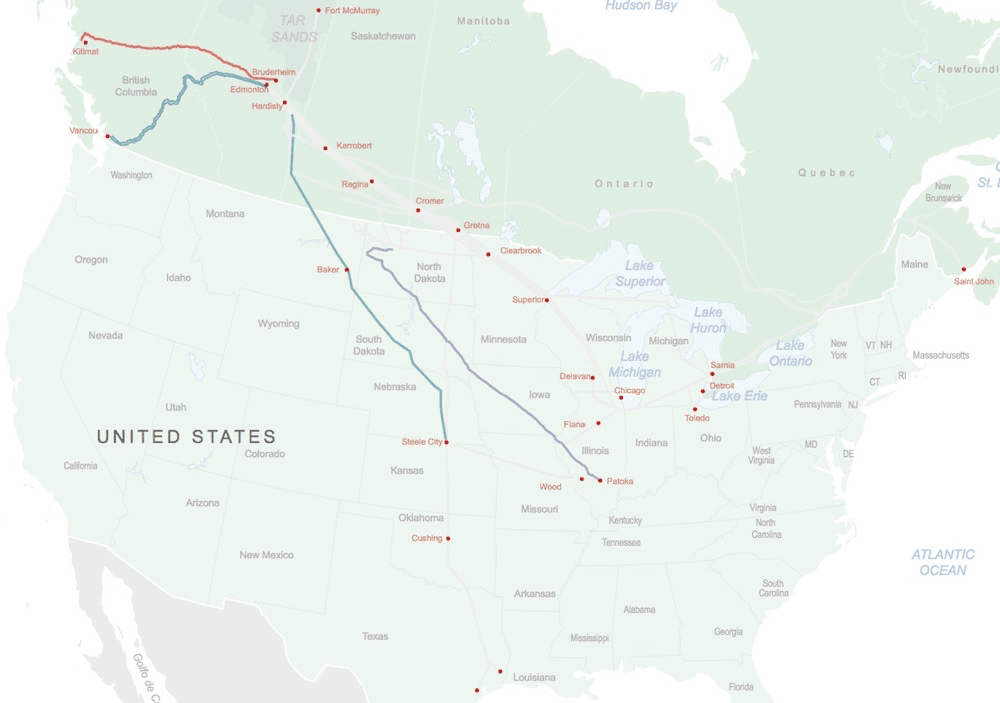 Hudson Bay
Fort McMurray
TAR
SANDS
Manitoba
Saskatchewan
Kitimat
Bruderheim
British
Columbia
Edmonton
Hardisty
Newfoundl
Vancou
Kerrobert
Washington
Regina
Ontario
Quebec
St. L
New
Brunswick
Cromer
Montana
Gretna
Clearbrook
Oregon
Idaho
Baker
North
Dakota
Lake
Superior
Maine
Saint John
Superior
Lake
Huron
Wyoming
Nevada
South
Dakota
Minnesota
Wisconsin
Michigan
Lake
Ontario
New
York
VT NH
Massachusetts
Lake
Michigan
Sarnia
Delavan
Detroit
CT
RI
Nebraska
Iowa
Chicago
Lake Erie
Pennsylvania
NJ
Utah
Toledo
Flana
UNITED STATES
Steele City
Illinois
Indiana
Ohio
MD
Colorado
West
Virginia
DE
California
Kansas
Wood
Patoka
Arizona
Missouri
Virginia
Oklahoma
Kentucky
North
Carolina
Cushing
Tennessee
New Mexico
ATLANTIC
OCEAN
Arkansas
South
Carolina
Alabama
Texas
Mississippi
Georgia
Louisiana
Florida
Golfo de C